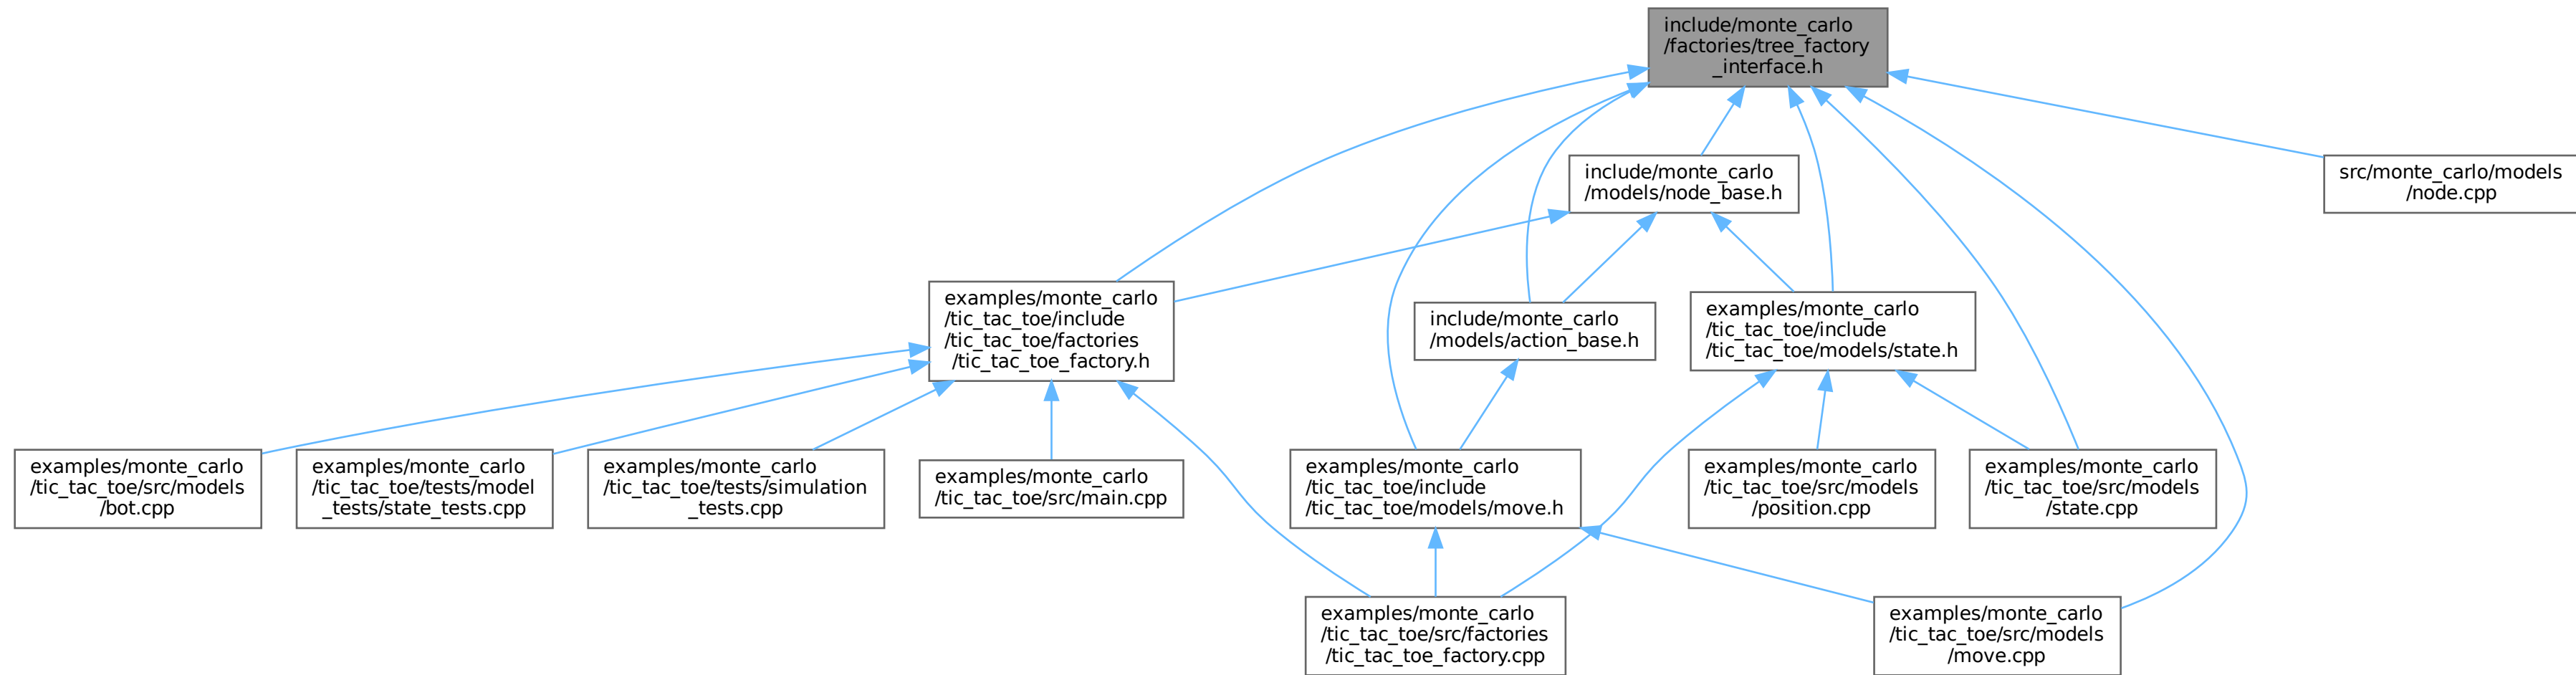 include/monte_carlo
/factories/tree_factory
_interface.h
include/monte_carlo
/models/node_base.h
src/monte_carlo/models
/node.cpp
examples/monte_carlo
/tic_tac_toe/include
/tic_tac_toe/factories
/tic_tac_toe_factory.h
include/monte_carlo
/models/action_base.h
examples/monte_carlo
/tic_tac_toe/include
/tic_tac_toe/models/state.h
examples/monte_carlo
/tic_tac_toe/src/models
/bot.cpp
examples/monte_carlo
/tic_tac_toe/tests/model
_tests/state_tests.cpp
examples/monte_carlo
/tic_tac_toe/tests/simulation
_tests.cpp
examples/monte_carlo
/tic_tac_toe/src/main.cpp
examples/monte_carlo
/tic_tac_toe/include
/tic_tac_toe/models/move.h
examples/monte_carlo
/tic_tac_toe/src/models
/position.cpp
examples/monte_carlo
/tic_tac_toe/src/models
/state.cpp
examples/monte_carlo
/tic_tac_toe/src/factories
/tic_tac_toe_factory.cpp
examples/monte_carlo
/tic_tac_toe/src/models
/move.cpp